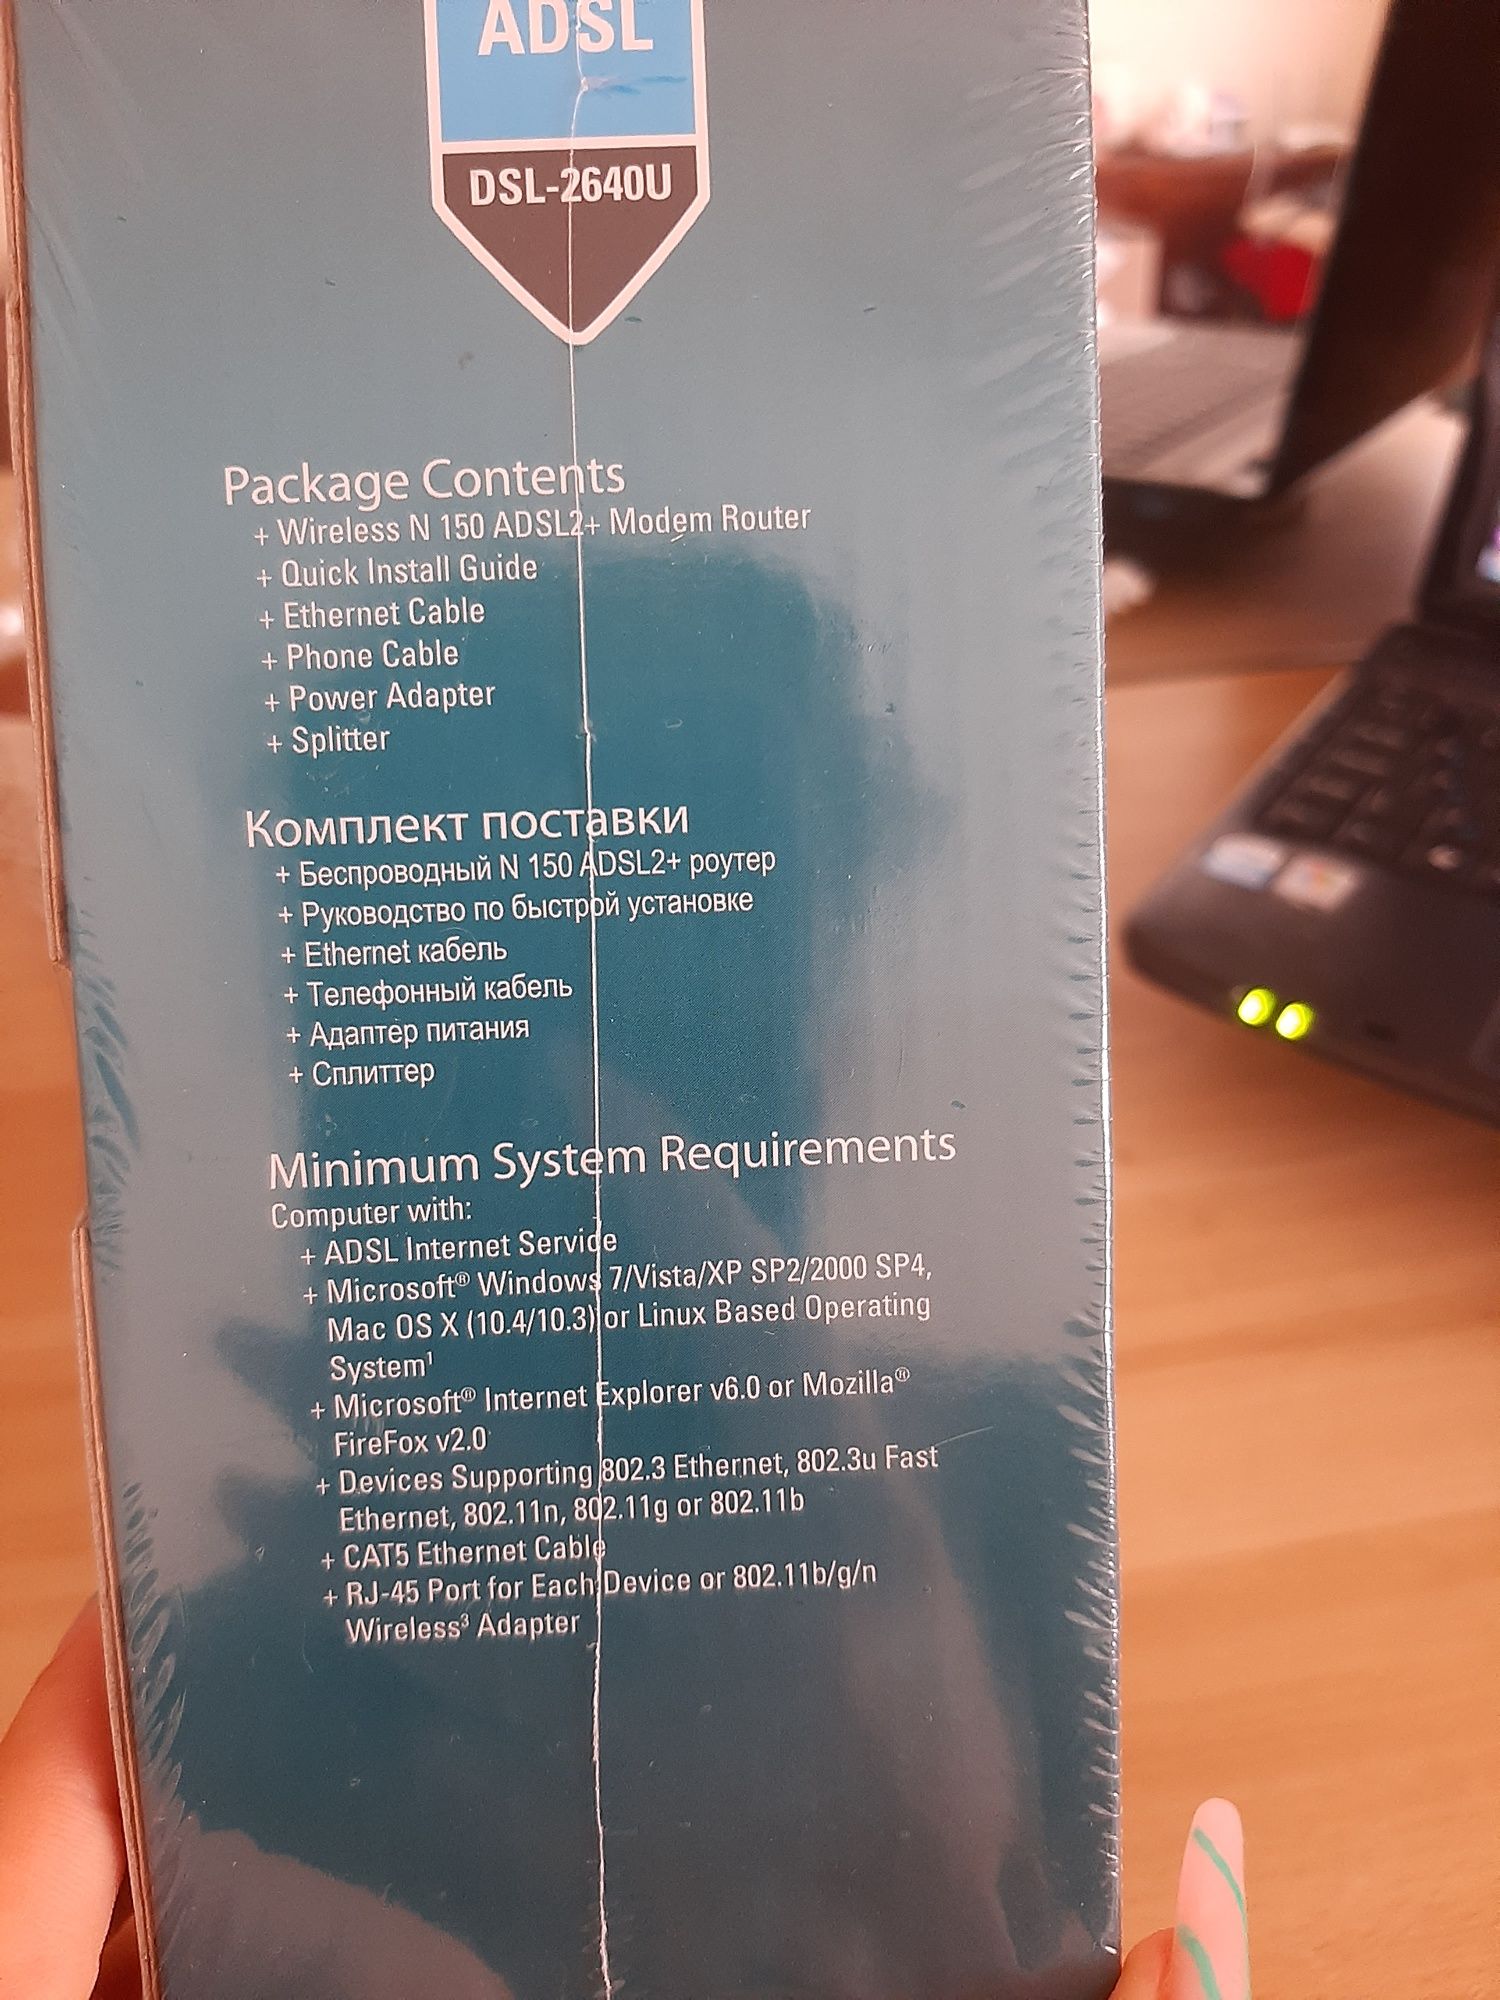 ADSL
DSL-2640U
Package Contents
+ Wireless N 150 ADSL2+ Modem Router
+ Quick Install Guide
+ Ethernet Cable
+ Phone Cable
+ Power Adapter
+ Splitter
Комплект поставки
+ Беспроводный N 150 ADSL2+ роутер
+ Руководство по быстрой установке
+ Ethernet кабель
+ Телефонный кабель
+ Адаптер питания
+ Сплиттер
Minimum System Requirements
Computer with:
+ ADSL Internet Service
+ Microsoft® Windows 7/Vista/XP SP2/2000 SP4,
Mac OS X (10.4/10.3) or Linux Based Operating
System¹
+ Microsoft® Internet Explorer v6.0 or Mozilla®
FireFox v2.0
+ Devices Supporting 802.3 Ethernet, 802.3u Fast
Ethernet, 802.11n, 802.11g or 802.11b
+ CAT5 Ethernet Cable
+ RJ-45 Port for Each Device or 802.11b/g/n
Wireless³ Adapter